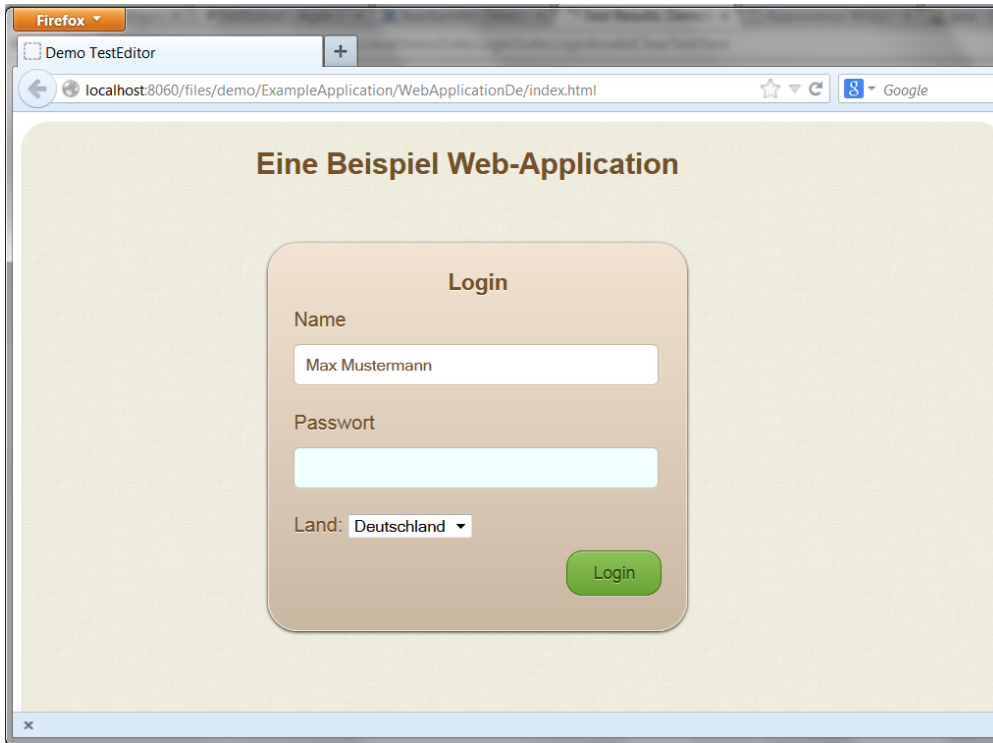 Firefox
Demo TestEditor
localhost:8060/files/demo/ExampleApplication/WebApplicationDe/index.html
8 Google
Eine Beispiel Web-Application
Login
Name
Max Mustermann
Passwort
Land: Deutschland
Login